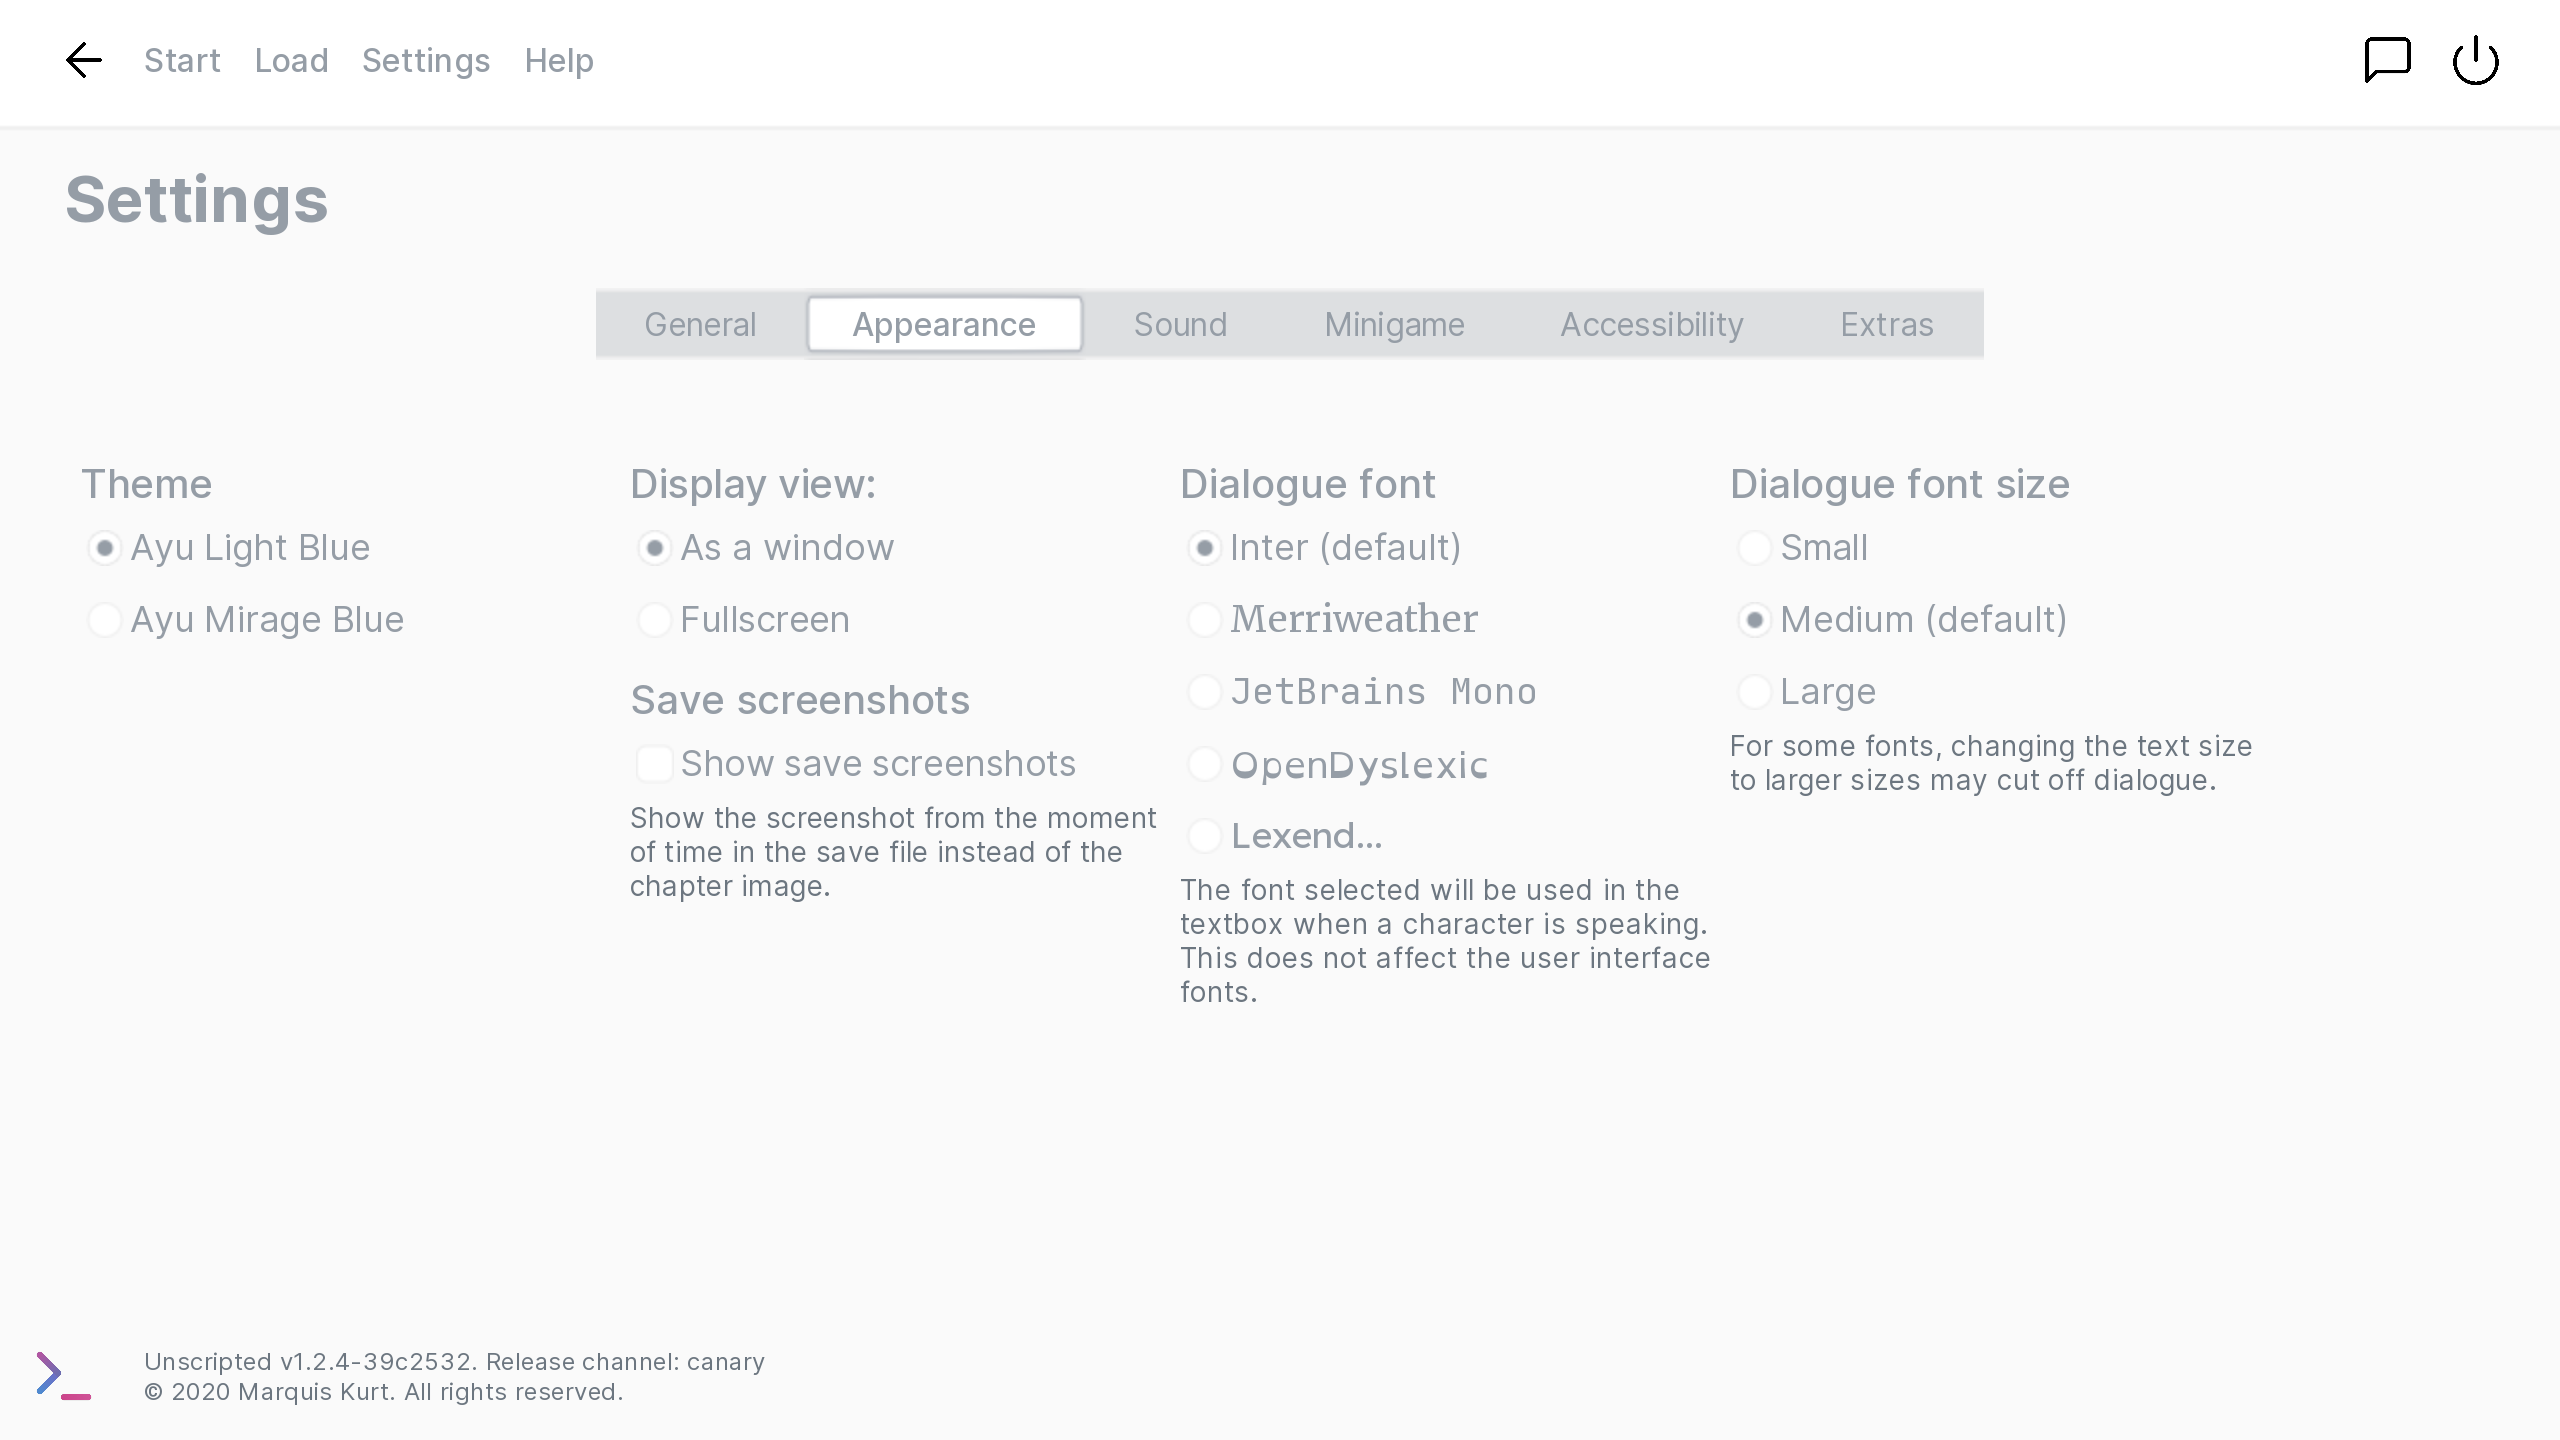 Start Load Settings Help
Settings
General Appearance Sound Minigame Accessibility Extras
Theme
Ayu Light Blue
Ayu Mirage Blue
Display view:
As a window
Fullscreen
Save screenshots
Show save screenshots
Show the screenshot from the moment
of time in the save file instead of the
chapter image.
Dialogue font
Inter (default)
Merriweather
JetBrains Mono
OpenDyslexic
Lexend...
The font selected will be used in the
textbox when a character is speaking.
This does not affect the user interface
fonts.
Dialogue font size
Small
Medium (default)
Large
For some fonts, changing the text size
to larger sizes may cut off dialogue.
Unscripted v1.2.4-39c2532. Release channel: canary
© 2020 Marquis Kurt. All rights reserved.